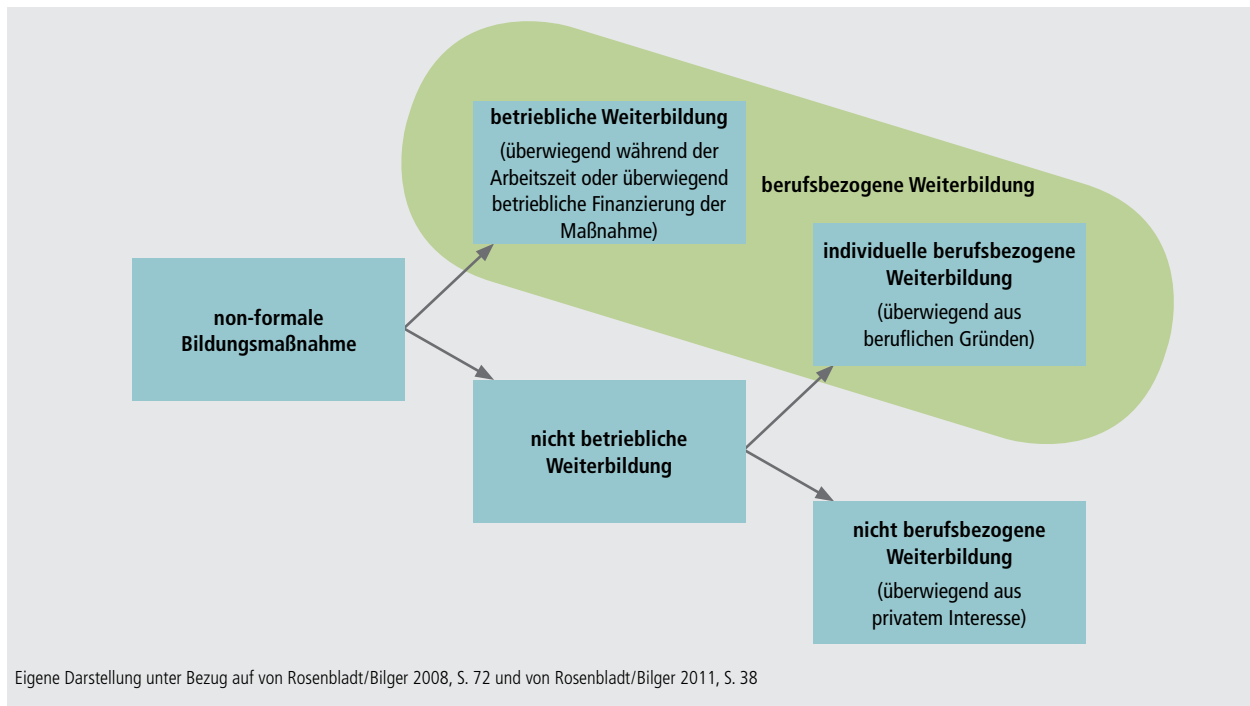 betriebliche Weiterbildung
(überwiegend während der
Arbeitszeit oder überwiegend
betriebliche Finanzierung der
Maßnahme)
berufsbezogene Weiterbildung
individuelle berufsbezogene
Weiterbildung
(überwiegend aus
beruflichen Gründen)
non-formale
Bildungsmaßnahme
nicht betriebliche
Weiterbildung
nicht berufsbezogene
Weiterbildung
(überwiegend aus
privatem Interesse)
Eigene Darstellung unter Bezug auf von Rosenbladt/Bilger 2008, S. 72 und von Rosenbladt/Bilger 2011, S. 38